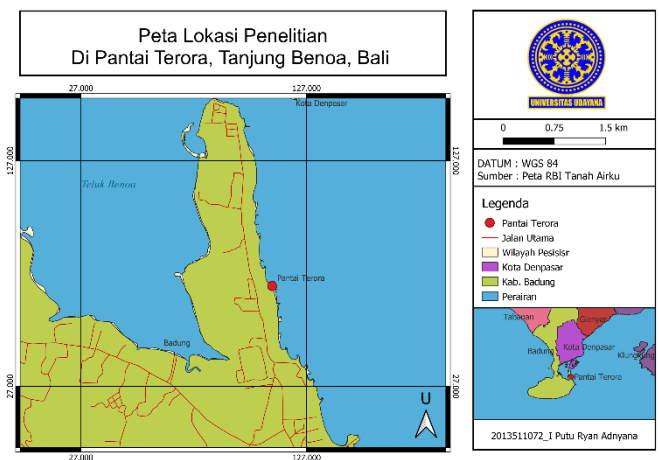 Peta Lokasi Penelitian
Di Pantai Terora, Tanjung Benoa, Bali
27.000
127.000
Kota Denpasar
127.000
127.000
Teluk Benoa
Pantai Terora
Badung
27.000
27.000
U
27.000
127.000
UNIVERSITAS UDAYANA
0 0.75 1.5 km
DATUM : WGS 84
Sumber : Peta RBI Tanah Airku
Legenda
Pantai Terora
Jalan Utama
Wilayah Pesisisr
Kota Denpasar
Kab. Badung
Perairan
Tabanan
Gianyar
Badung
Kota Denpasar
Klungkung
Pantai Terora
2013511072_I Putu Ryan Adnyana